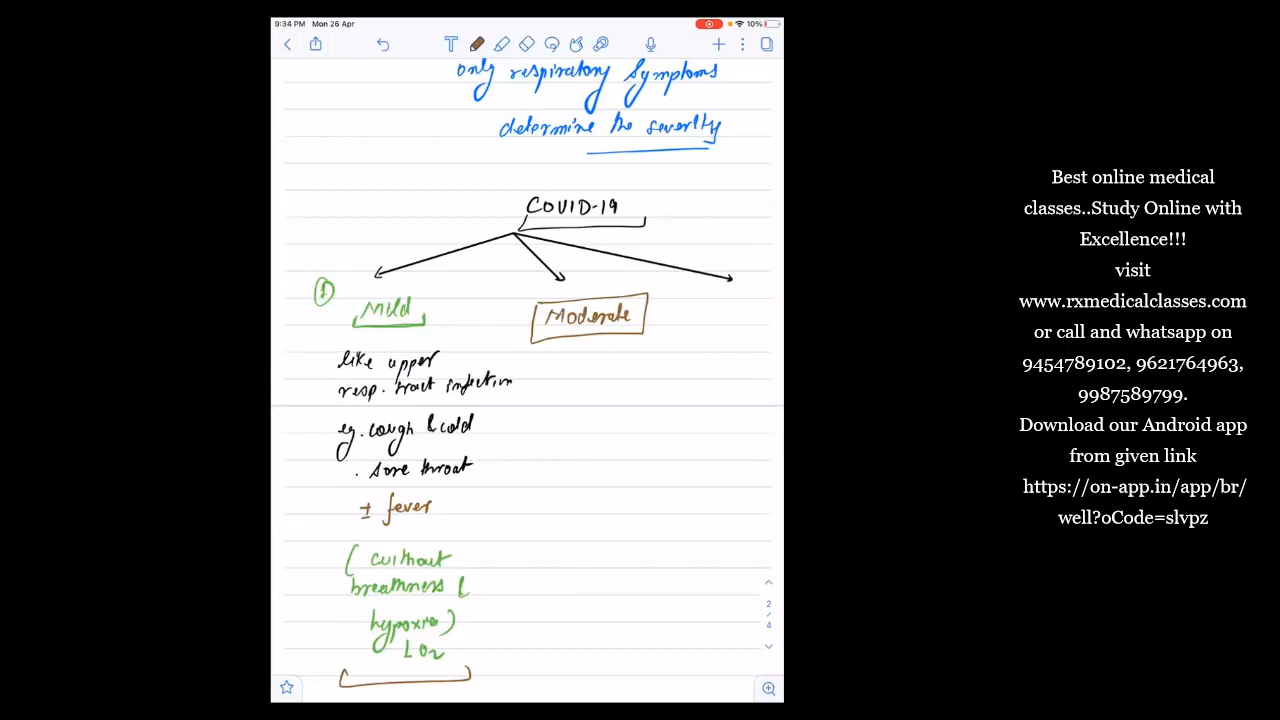 9:34 PM Mon 26 Apr
10%
only respiratory symptoms
determine the severity
COVID-19
1
Mild
Moderate
like upper
resp. tract infection
eg. cough & cold
. sore throat
± fever
( without
breathness &
hypoxia)
↓ O2
2
/
4
Best online medical
classes..Study Online with
Excellence!!!
visit
www.rxmedicalclasses.com
or call and whatsapp on
9454789102, 9621764963,
9987589799.
Download our Android app
from given link
https://on-app.in/app/br/
well?oCode=slvpz